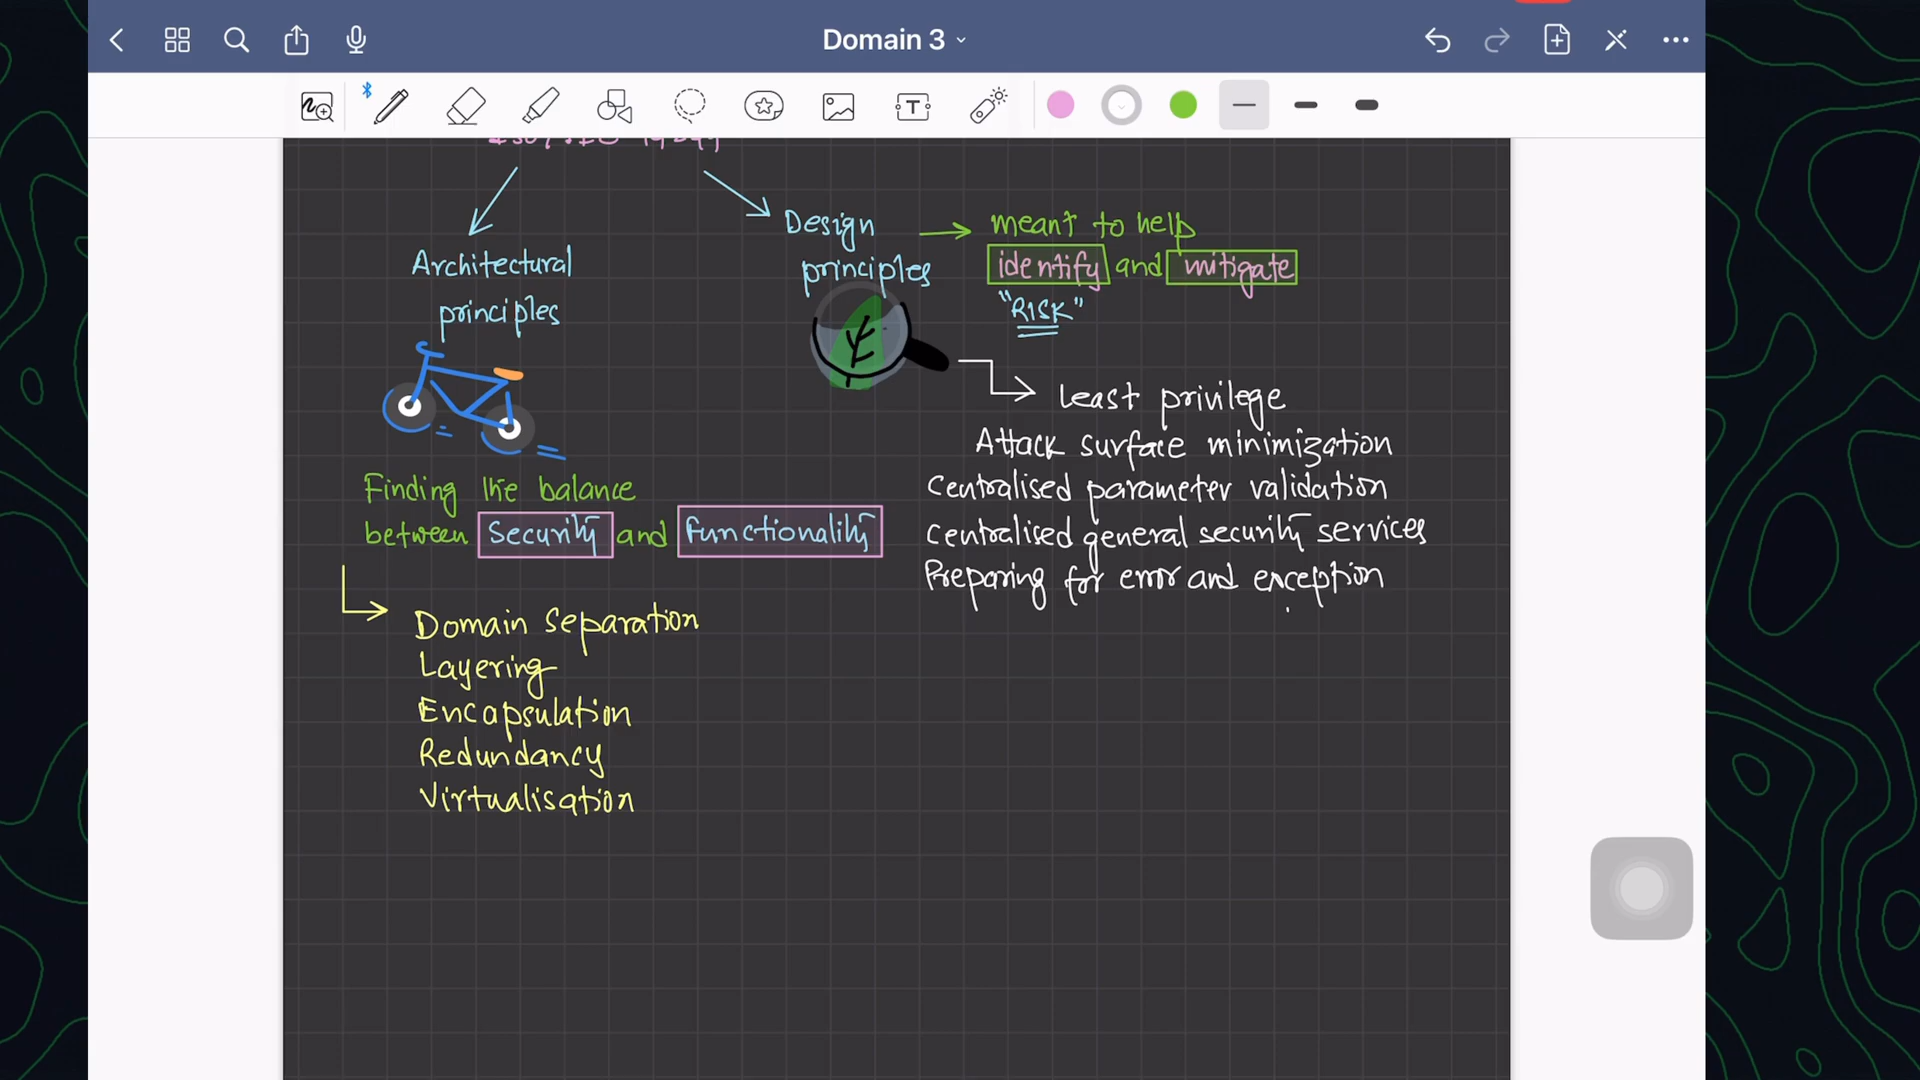 Domain 3
Architectural
principles
Design
principles
meant to help
identify and mitigate
"RISK"
Finding the balance
between Security and Functionality
Domain Separation
Layering
Encapsulation
Redundancy
Virtualisation
Least privilege
Attack surface minimization
Centralised parameter validation
Centralised general security services
Preparing for error and exception